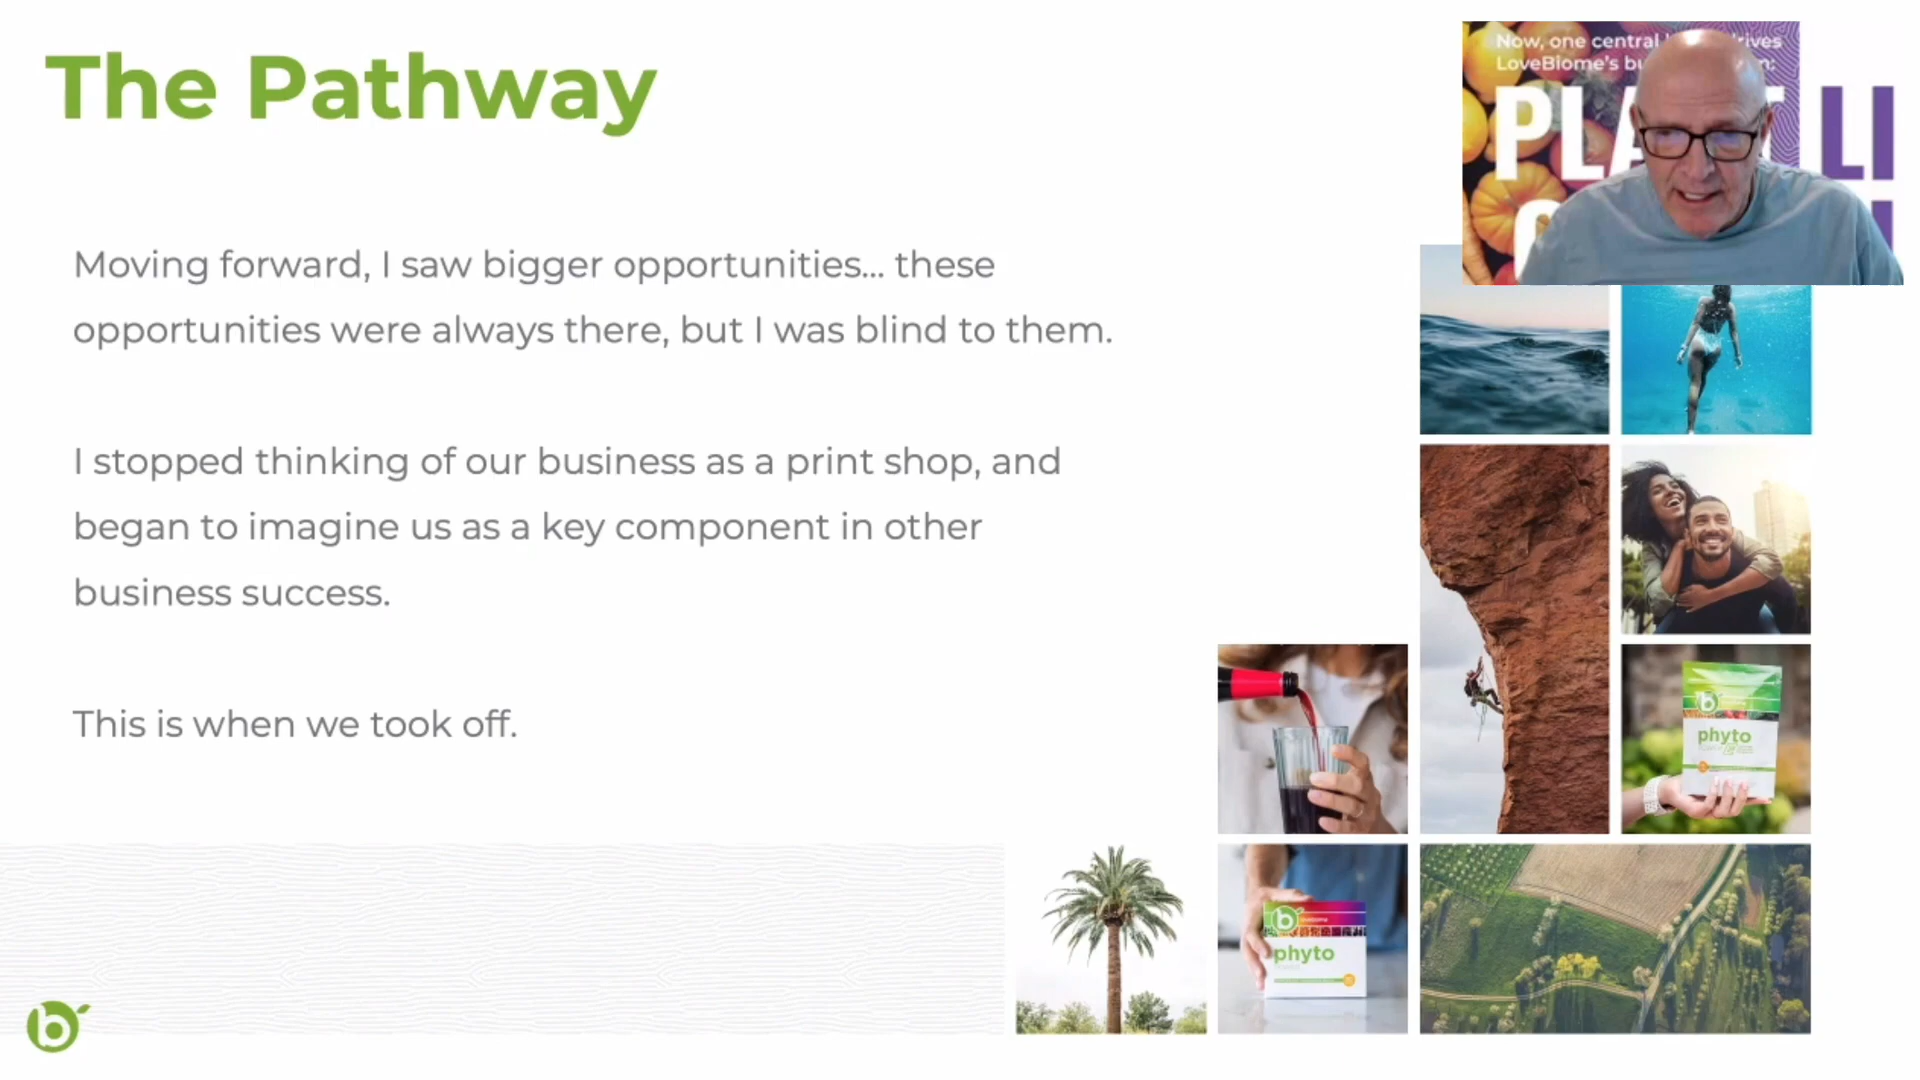 The Pathway
Now, one central
LoveBiome's
LI
Moving forward, I saw bigger opportunities... these
opportunities were always there, but I was blind to them.
I stopped thinking of our business as a print shop, and
began to imagine us as a key component in other
business success.
This is when we took off.
phyto
phyto
b